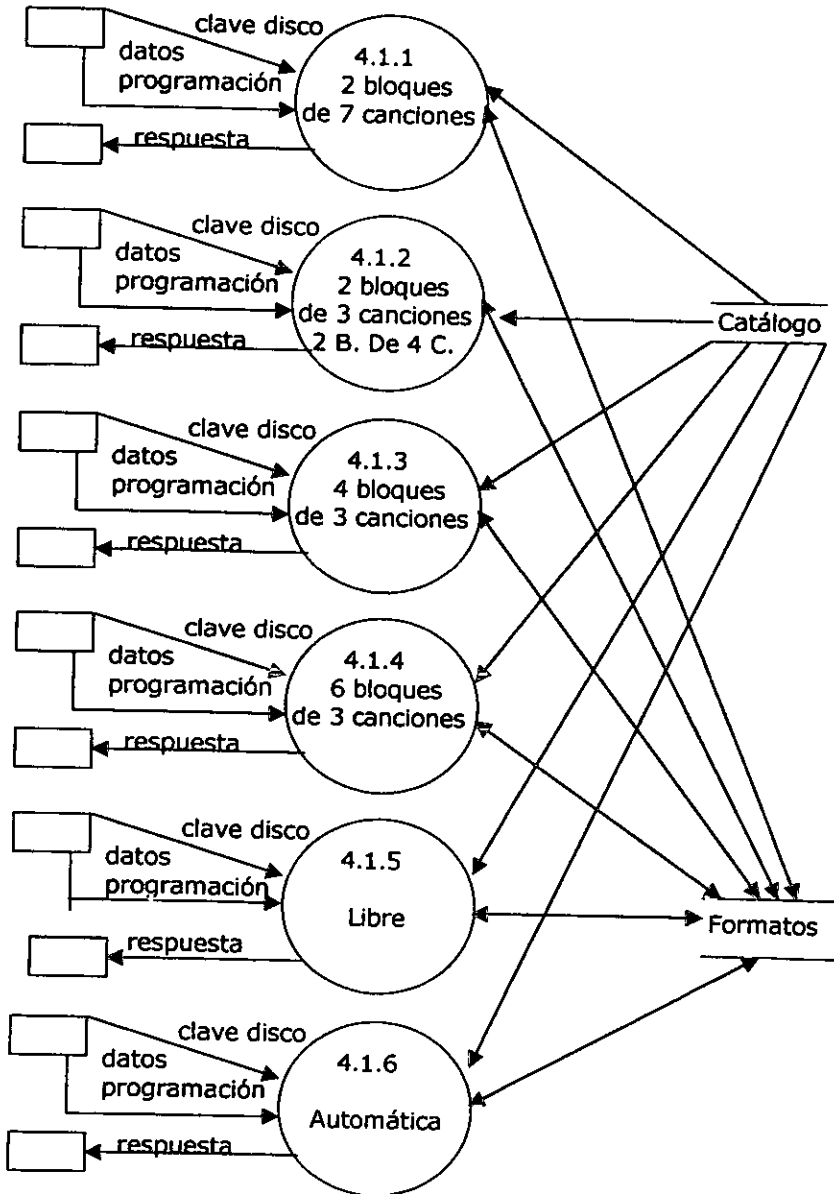 clave disco
datos
programación
respuesta
4.1.1
2 bloques
de 7 canciones
clave disco
datos
programación
respuesta
4.1.2
2 bloques
de 3 canciones
2 B. De 4 C.
Catálogo
clave disco
datos
programación
respuesta
4.1.3
4 bloques
de 3 canciones
clave disco
datos
programación
respuesta
4.1.4
6 bloques
de 3 canciones
clave disco
datos
programación
respuesta
4.1.5
Libre
Formatos
clave disco
datos
programación
respuesta
4.1.6
Automática